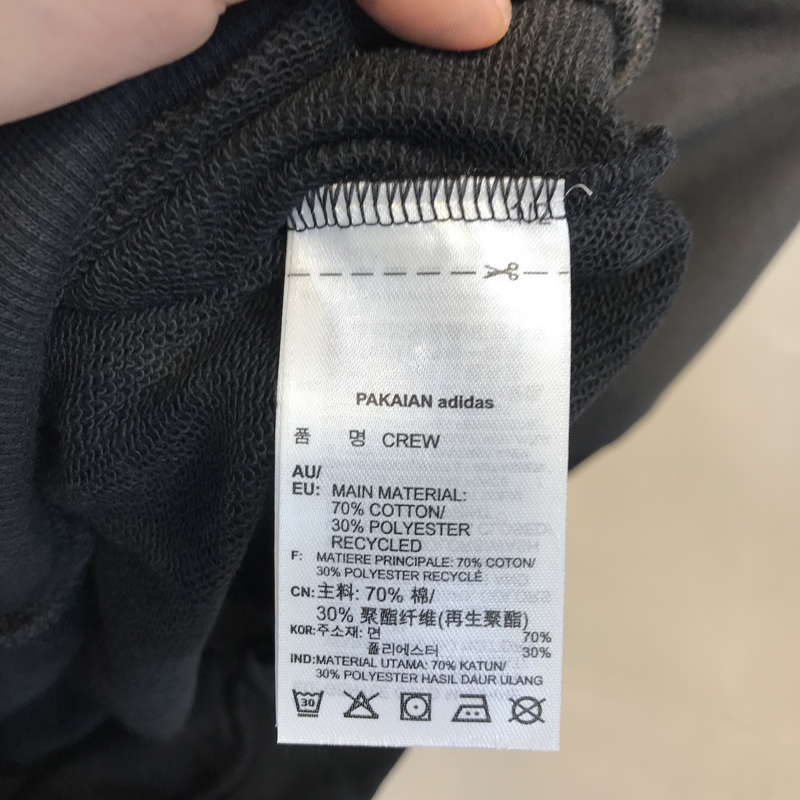 PAKAIAN adidas
품 명 CREW
AU/
EU: MAIN MATERIAL:
70% COTTON/
30% POLYESTER
RECYCLED
F: MATIERE PRINCIPALE: 70% COTON/
30% POLYESTER RECYCLÉ
CN: 主料: 70% 棉/
30% 聚酯纤维(再生聚酯)
KOR: 주소재: 면 70%
폴리에스터 30%
IND: MATERIAL UTAMA: 70% KATUN/
30% POLYESTER HASIL DAUR ULANG
30